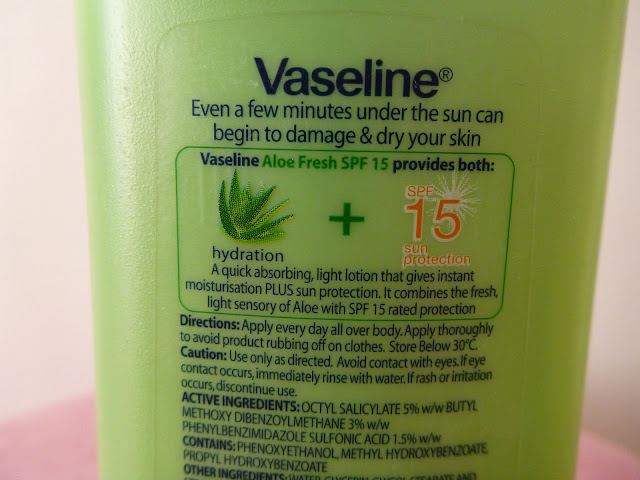 Vaseline®
Even a few minutes under the sun can
begin to damage & dry your skin
Vaseline Aloe Fresh SPF 15 provides both:
hydration
+
SPF
15
sun
protection
A quick absorbing, light lotion that gives instant
moisturisation PLUS sun protection. It combines the fresh,
light sensory of Aloe with SPF 15 rated protection
Directions: Apply every day all over body. Apply thoroughly
to avoid product rubbing off on clothes. Store Below 30°C.
Caution: Use only as directed. Avoid contact with eyes. If eye
contact occurs, immediately rinse with water. If rash or irritation
occurs, discontinue use.
ACTIVE INGREDIENTS: OCTYL SALICYLATE 5% w/w BUTYL
METHOXY DIBENZOYLMETHANE 3% w/w
PHENYLBENZIMIDAZOLE SULFONIC ACID 1.5% w/w
CONTAINS: PHENOXYETHANOL, METHYL HYDROXYBENZOATE,
PROPYL HYDROXYBENZOATE
OTHER INGREDIENTS: WATER, GLYCERIN, GLYCOL STEARATE AND